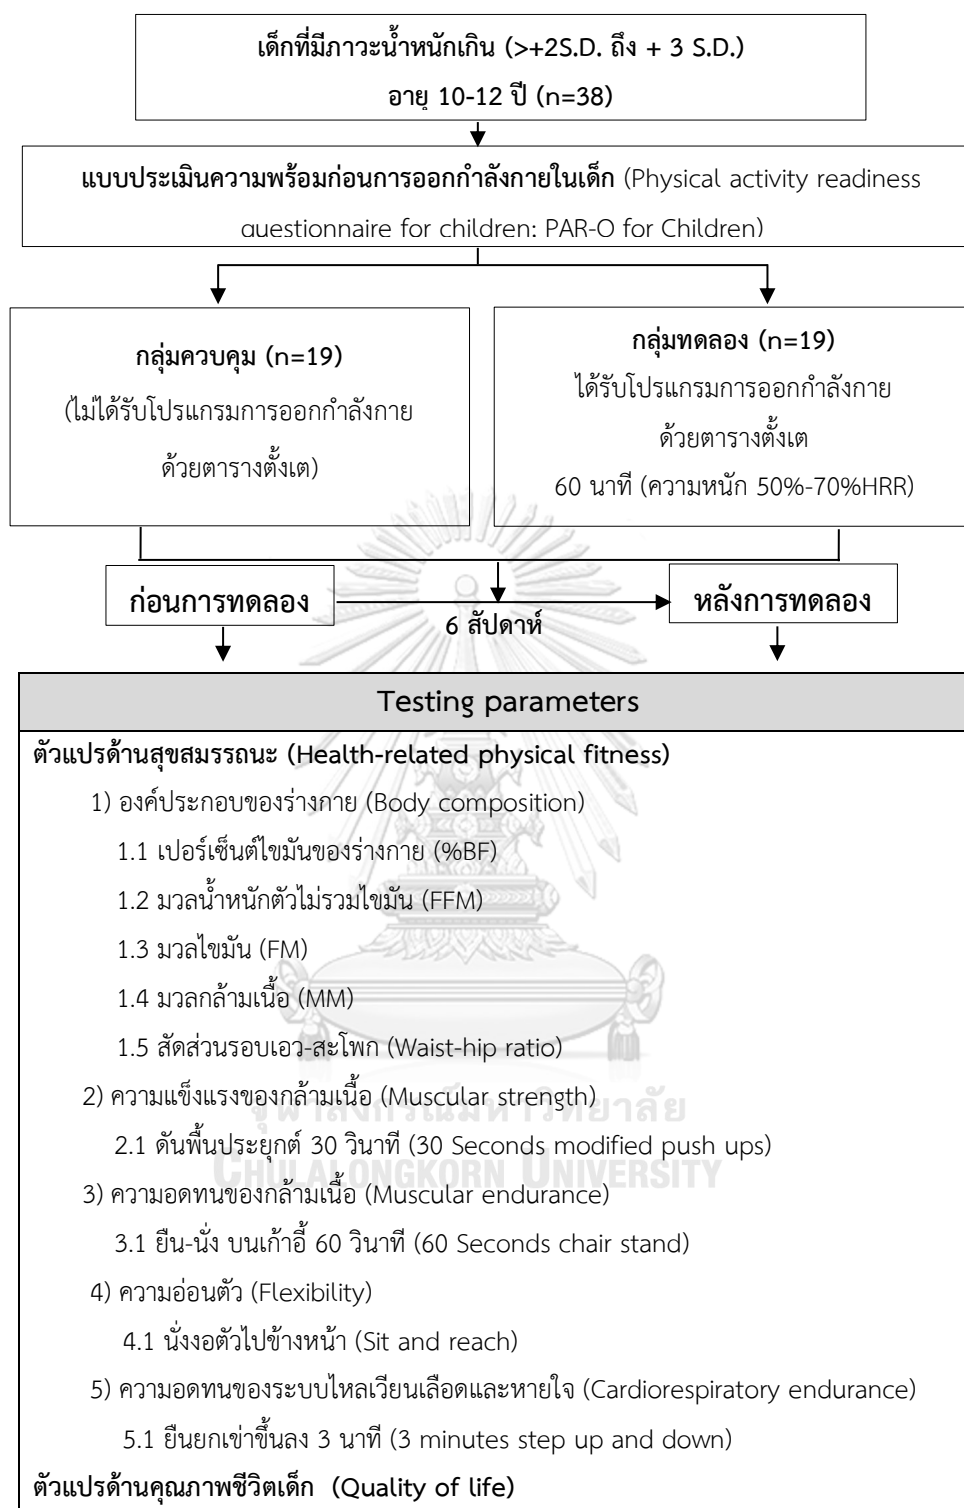 เด็กที่มีภาวะน้ำหนักเกิน (>+2S.D. ถึง + 3 S.D.)
อายุ 10-12 ปี (n=38)
แบบประเมินความพร้อมก่อนการออกกำลังกายในเด็ก (Physical activity readiness
questionnaire for children: PAR-Q for Children)
กลุ่มควบคุม (n=19)
(ไม่ได้รับโปรแกรมการออกกำลังกาย
ด้วยตารางตั้งเต)
กลุ่มทดลอง (n=19)
ได้รับโปรแกรมการออกกำลังกาย
ด้วยตารางตั้งเต
60 นาที (ความหนัก 50%-70%HRR)
ก่อนการทดลอง
6 สัปดาห์
หลังการทดลอง
Testing parameters
ตัวแปรด้านสุขสมรรถนะ (Health-related physical fitness)
1) องค์ประกอบของร่างกาย (Body composition)
1.1 เปอร์เซ็นต์ไขมันของร่างกาย (%BF)
1.2 มวลน้ำหนักตัวไม่รวมไขมัน (FFM)
1.3 มวลไขมัน (FM)
1.4 มวลกล้ามเนื้อ (MM)
1.5 สัดส่วนรอบเอว-สะโพก (Waist-hip ratio)
2) ความแข็งแรงของกล้ามเนื้อ (Muscular strength)
จุฬาลงกรณ์มหาวิทยาลัย
2.1 ดันพื้นประยุกต์ 30 วินาที (30 Seconds modified push ups)
CHULALONGKORN UNIVERSITY
3) ความอดทนของกล้ามเนื้อ (Muscular endurance)
3.1 ยืน-นั่ง บนเก้าอี้ 60 วินาที (60 Seconds chair stand)
4) ความอ่อนตัว (Flexibility)
4.1 นั่งงอตัวไปข้างหน้า (Sit and reach)
5) ความอดทนของระบบไหลเวียนเลือดและหายใจ (Cardiorespiratory endurance)
5.1 ยืนยกเข่าขึ้นลง 3 นาที (3 minutes step up and down)
ตัวแปรด้านคุณภาพชีวิตเด็ก (Quality of life)